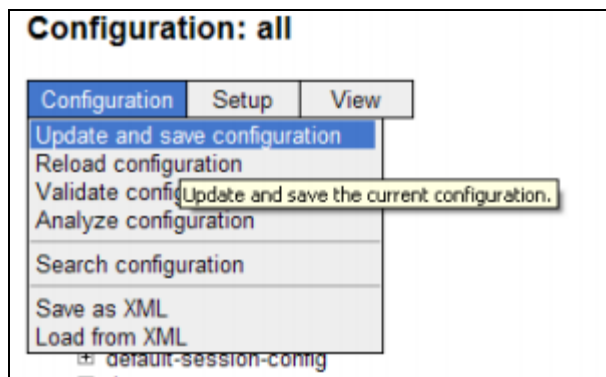 Configuration: all
Configuration Setup View
Update and save configuration
Reload configuration
Validate config
Update and save the current configuration.
Analyze configuration
Search configuration
Save as XML
Load from XML
default-session-config